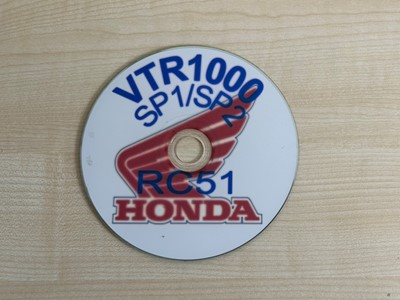 VTR1000
SP1/SP2
RC51
HONDA